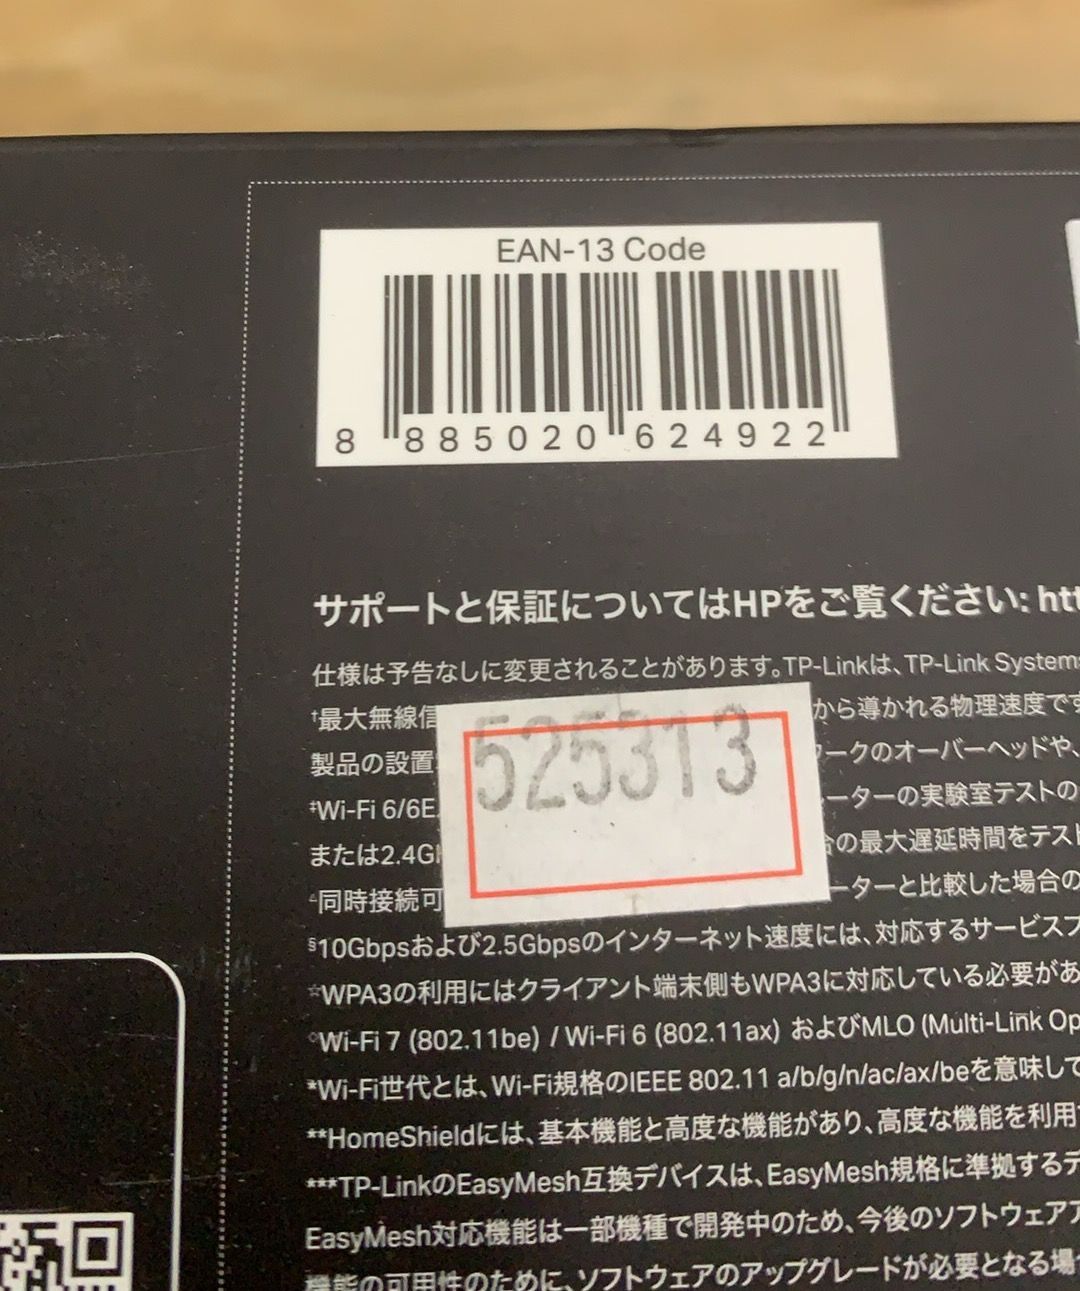 EAN-13 Code
8 885020 624922
サポートと保証についてはHPをご覧ください: htt
仕様は予告なしに変更されることがあります。TP-Linkは、TP-Link Systems
†最大無線信
から導かれる物理速度です
525313
製品の設置
ークのオーバーヘッドや、
‡Wi-Fi 6/6E
ーターの実験室テストの
または2.4G
合の最大遅延時間をテスト
同時接続可
ーターと比較した場合の
§10Gbpsおよび2.5Gbpsのインターネット速度には、対応するサービスプ
☆WPA3の利用にはクライアント端末側もWPA3に対応している必要があ
◇Wi-Fi 7 (802.11be) / Wi-Fi 6 (802.11ax) およびMLO (Multi-Link Op
*Wi-Fi世代とは、Wi-Fi規格のIEEE 802.11 a/b/g/n/ac/ax/beを意味して
**HomeShieldには、基本機能と高度な機能があり、高度な機能を利用
***TP-LinkのEasyMesh互換デバイスは、EasyMesh規格に準拠するデ
EasyMesh対応機能は一部機種で開発中のため、今後のソフトウェアア
機能の可用性のために、ソフトウェアのアップグレードが必要となる場合